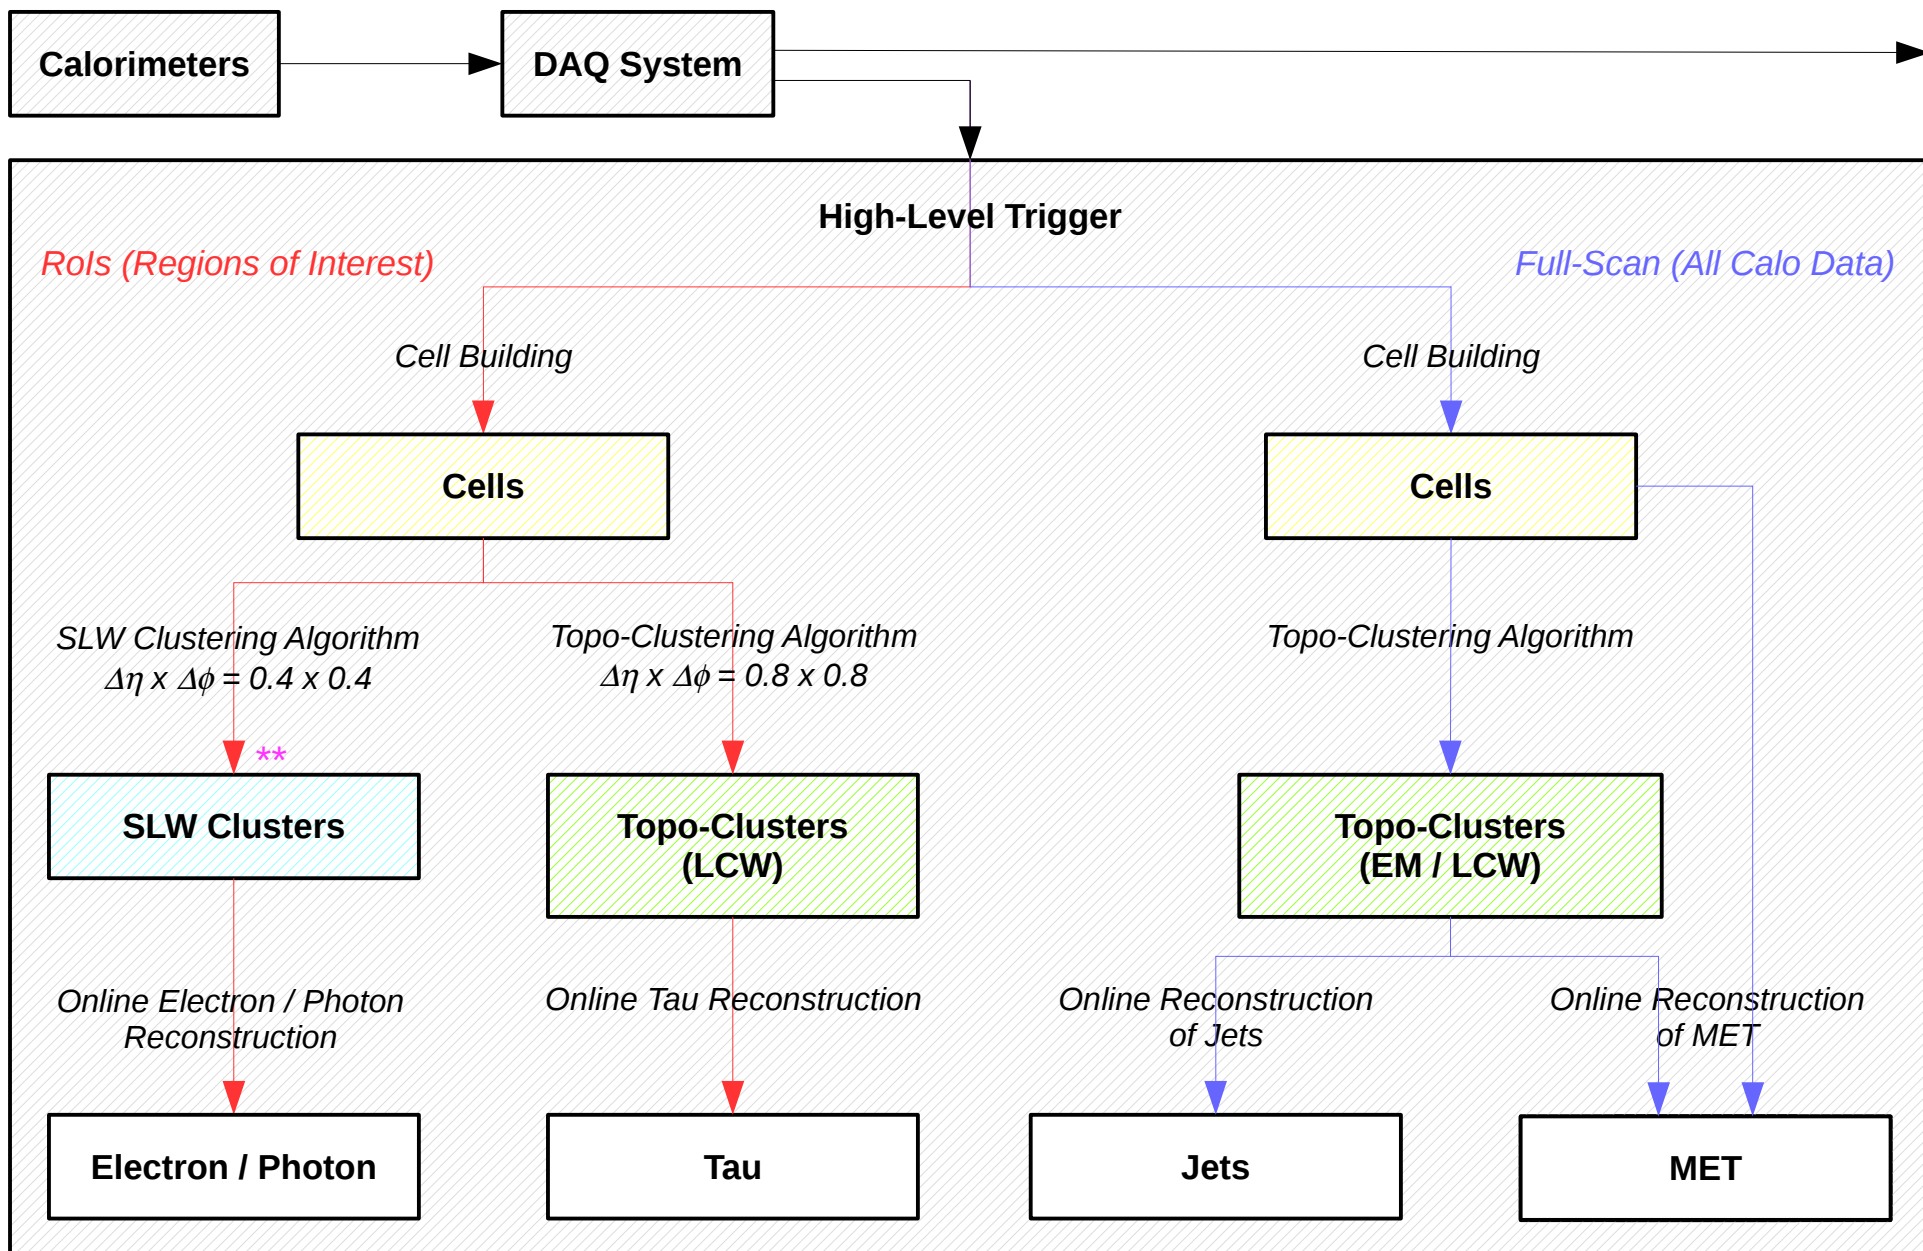 Calorimeters
DAQ System
High-Level Trigger
RoIs (Regions of Interest)
Full-Scan (All Calo Data)
Cell Building
Cell Building
Cells
Cells
SLW Clustering Algorithm
Δη x Δϕ = 0.4 x 0.4
Topo-Clustering Algorithm
Δη x Δϕ = 0.8 x 0.8
Topo-Clustering Algorithm
**
SLW Clusters
Topo-Clusters
(LCW)
Topo-Clusters
(EM / LCW)
Online Electron / Photon
Reconstruction
Online Tau Reconstruction
Online Reconstruction
of Jets
Online Reconstruction
of MET
Electron / Photon
Tau
Jets
MET